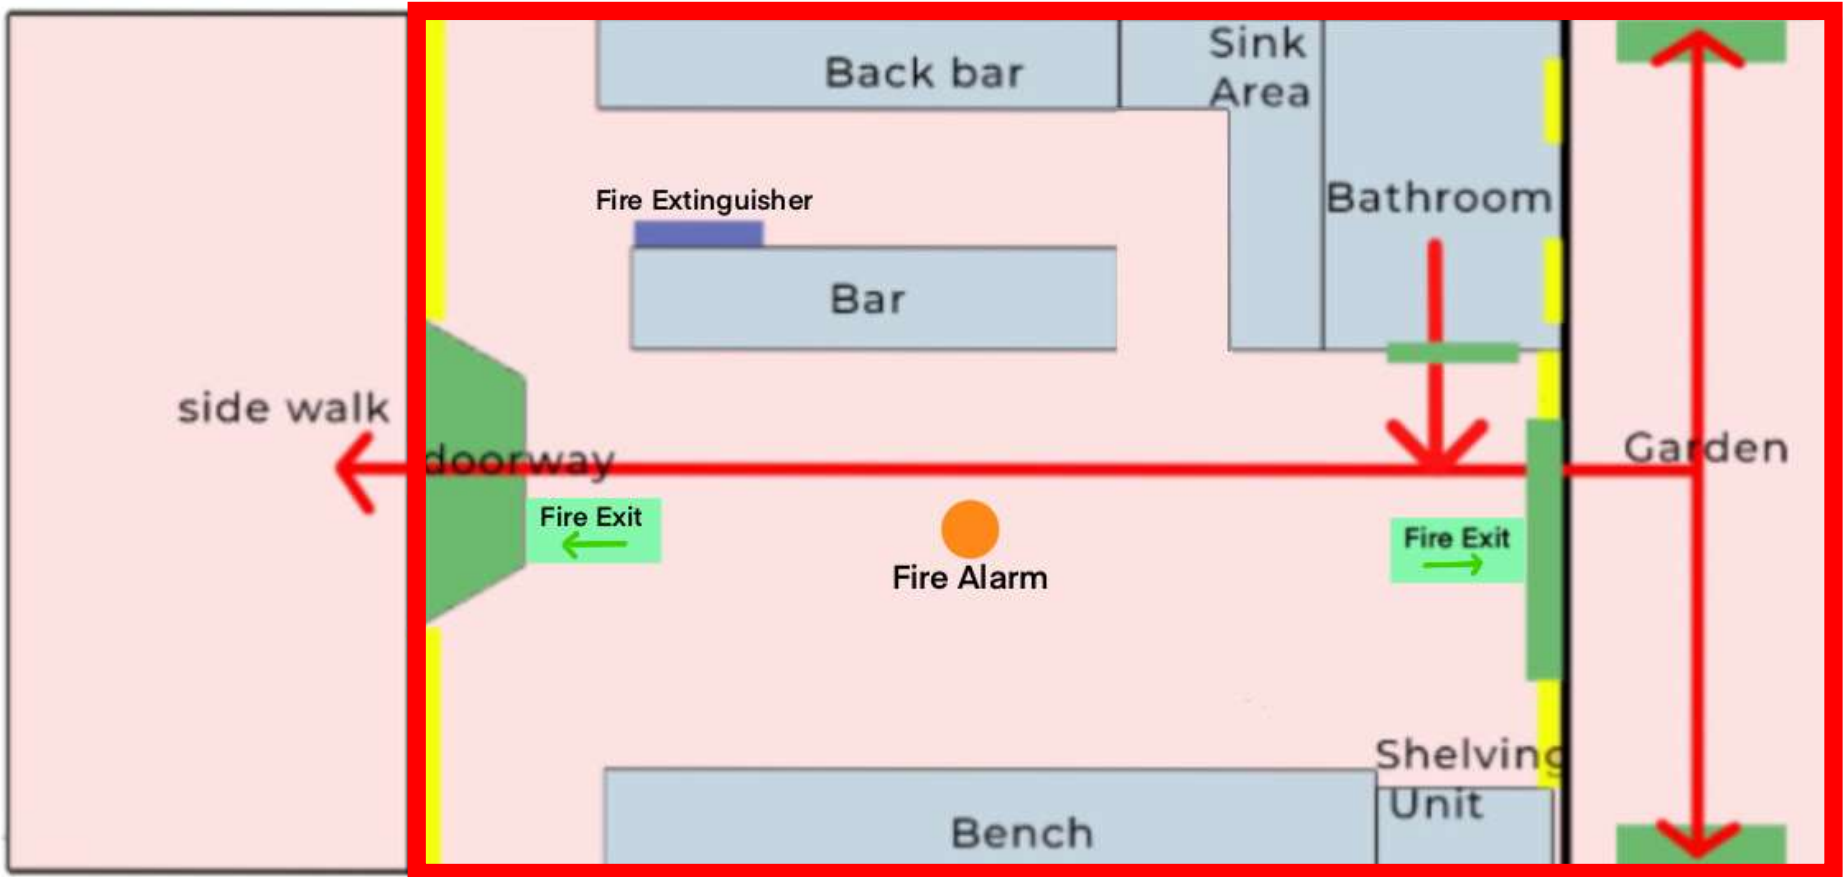 Back bar
Sink
Area
Bathroom
Fire Extinguisher
Bar
side walk
doorway
Garden
Fire Exit
Fire Exit
Fire Alarm
Shelving
Unit
Bench